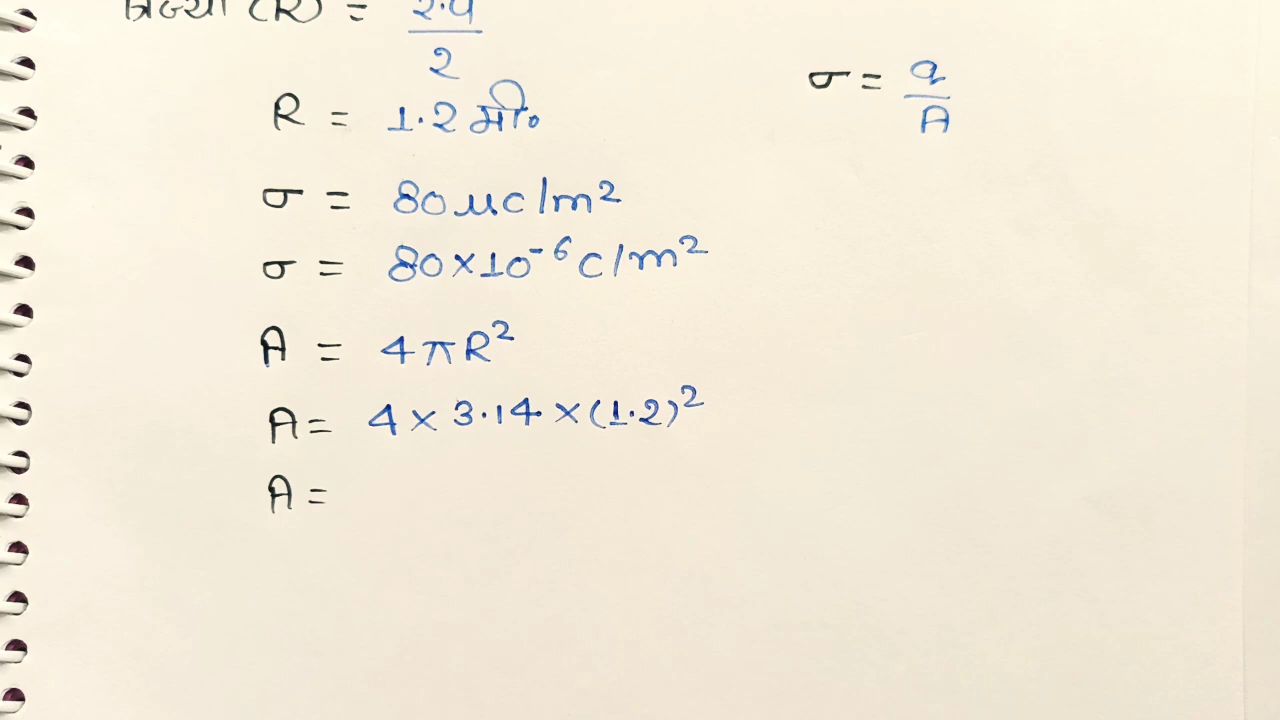 त्रिज्या (R) = 2.4/2
σ = q/A
R = 1.2 मी०
σ = 80 μc/m²
σ = 80×10⁻⁶ c/m²
A = 4πR²
A = 4 × 3.14 × (1.2)²
A =